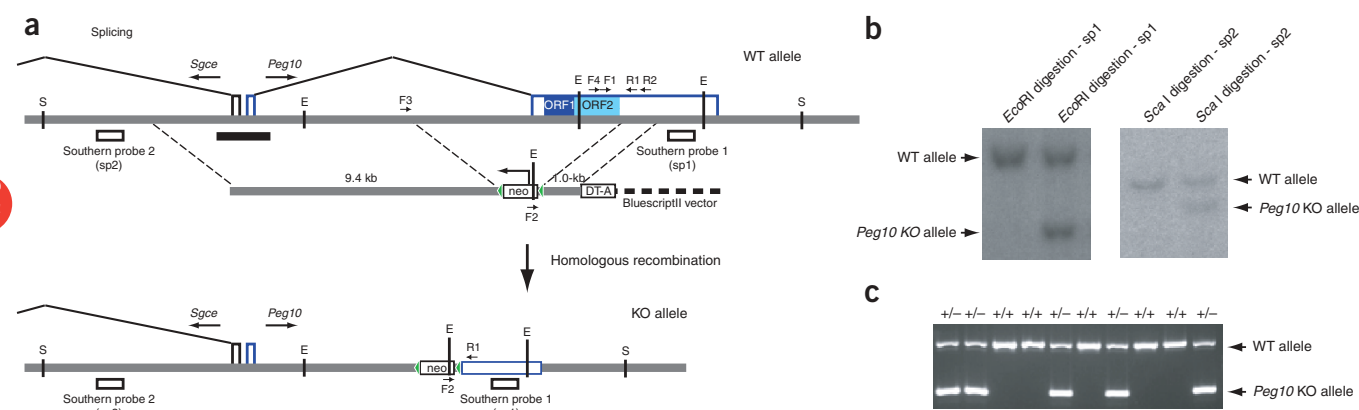 a
Splicing
Sgce
Peg10
WT allele
E F4 F1 R1 R2 E
S
E
F3
ORF1
ORF2
S
Southern probe 2
(sp2)
Southern probe 1
(sp1)
E
9.4 kb
neo
1.0-kb
DT-A
F2
BluescriptII vector
Homologous recombination
Sgce
Peg10
KO allele
S
E
E
R1
E
S
neo
F2
Southern probe 2
Southern probe 1
b
EcoRI digestion - sp1
EcoRI digestion - sp1
Sca I digestion - sp2
Sca I digestion - sp2
WT allele
Peg10 KO allele
WT allele
Peg10 KO allele
c
+/− +/− +/+ +/+ +/− +/+ +/− +/+ +/+ +/−
WT allele
Peg10 KO allele